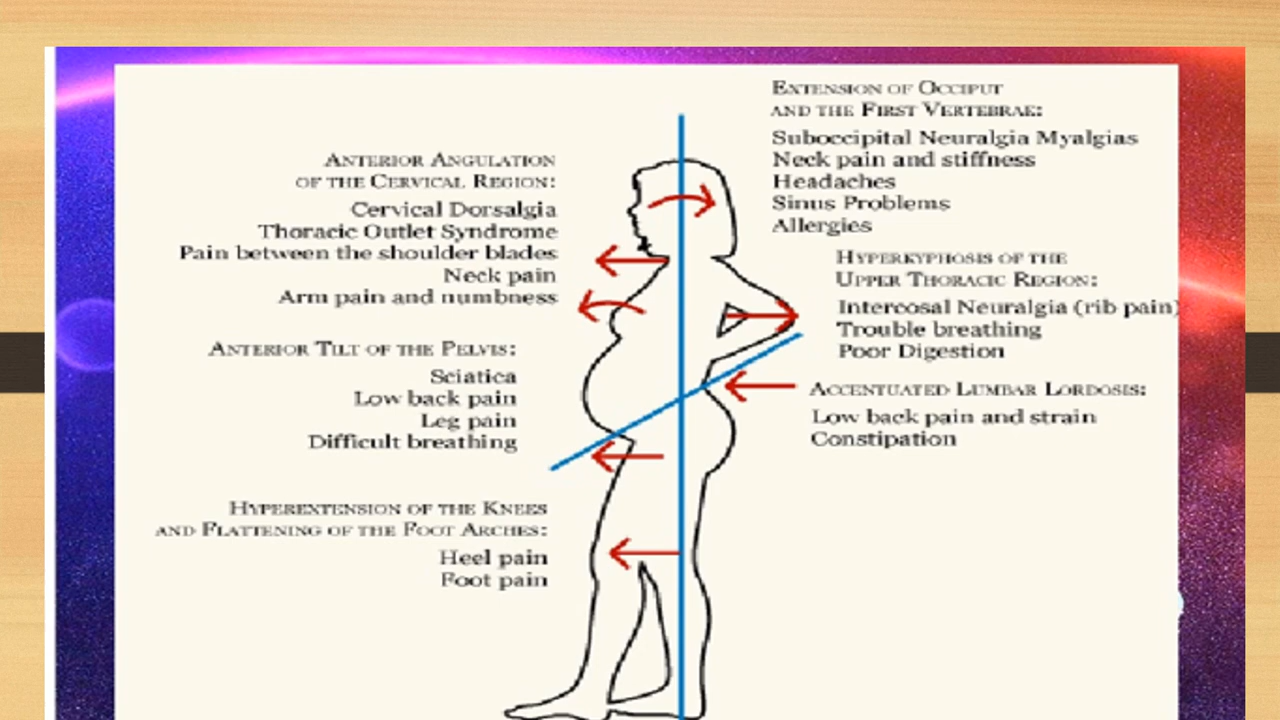 EXTENSION OF OCCIPUT
AND THE FIRST VERTEBRAE:
Suboccipital Neuralgia Myalgias
Neck pain and stiffness
Headaches
Sinus Problems
Allergies
ANTERIOR ANGULATION
OF THE CERVICAL REGION:
Cervical Dorsalgia
Thoracic Outlet Syndrome
Pain between the shoulder blades
Neck pain
Arm pain and numbness
HYPERKYPHOSIS OF THE
UPPER THORACIC REGION:
Intercosal Neuralgia (rib pain)
Trouble breathing
Poor Digestion
ANTERIOR TILT OF THE PELVIS:
Sciatica
Low back pain
Leg pain
Difficult breathing
ACCENTUATED LUMBAR LORDOSIS:
Low back pain and strain
Constipation
HYPEREXTENSION OF THE KNEES
AND FLATTENING OF THE FOOT ARCHES:
Heel pain
Foot pain